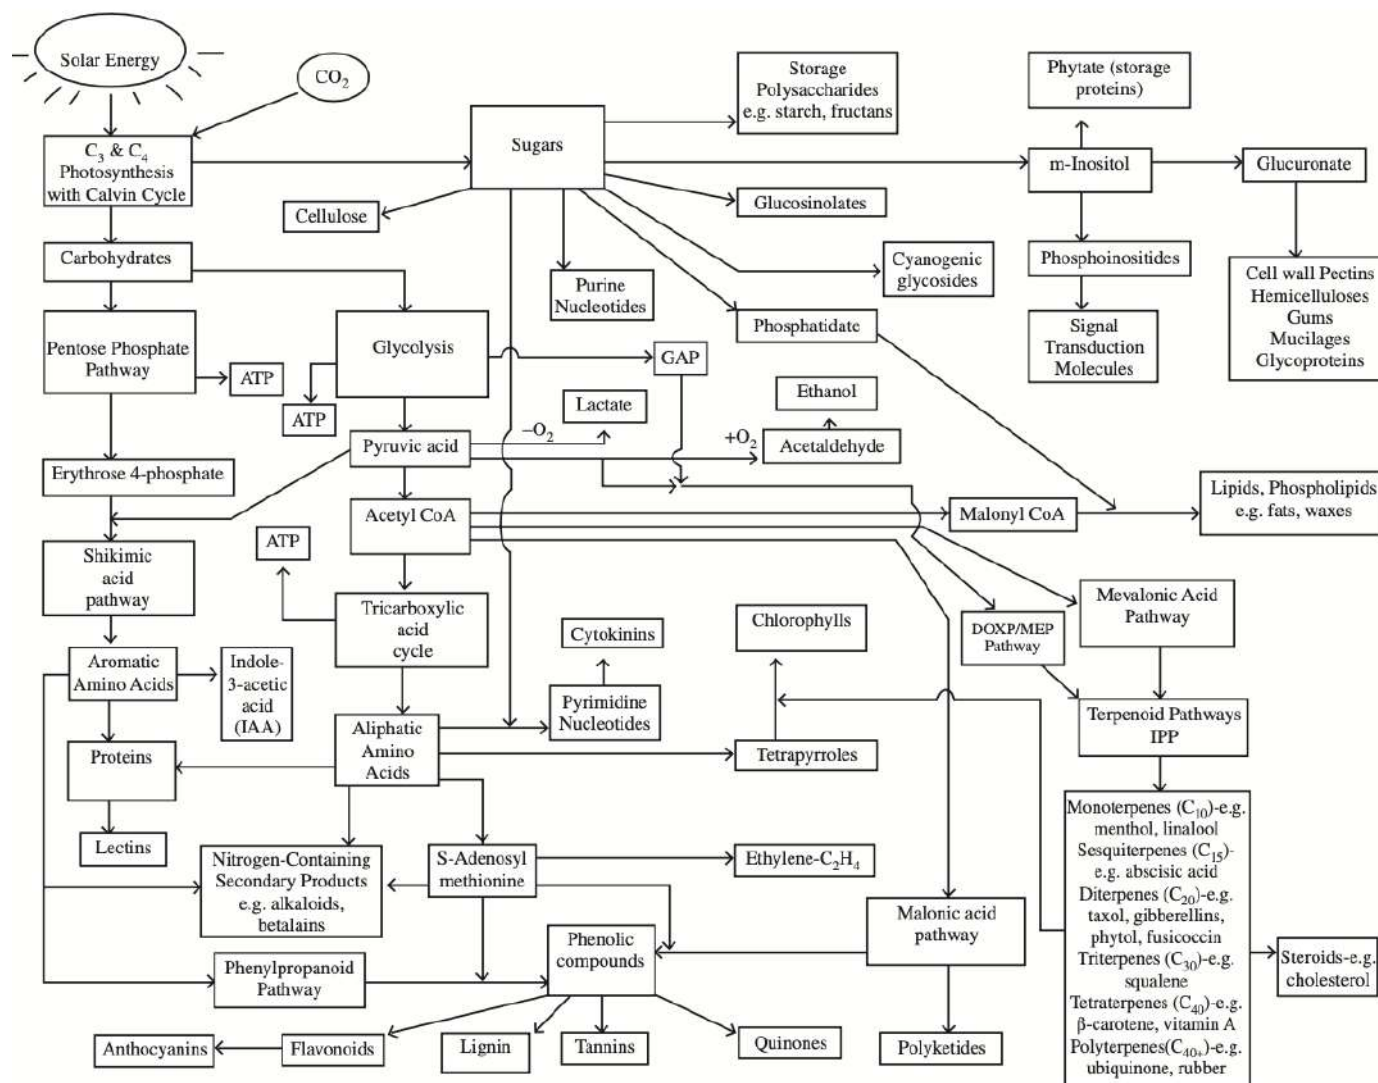 Solar Energy
CO₂
C₃ & C₄
Photosynthesis
with Calvin Cycle
Sugars
Storage
Polysaccharides
e.g. starch, fructans
Phytate (storage
proteins)
m-Inositol
Glucuronate
Cellulose
Glucosinolates
Carbohydrates
Purine
Nucleotides
Cyanogenic
glycosides
Phosphoinositides
Cell wall Pectins
Hemicelluloses
Gums
Mucilages
Glycoproteins
Pentose Phosphate
Pathway
ATP
Glycolysis
ATP
GAP
Phosphatidate
Signal
Transduction
Molecules
Lactate
Ethanol
Pyruvic acid
–O₂
+O₂
Acetaldehyde
Erythrose 4-phosphate
Acetyl CoA
Malonyl CoA
Lipids, Phospholipids
e.g. fats, waxes
ATP
Shikimic
acid
pathway
Tricarboxylic
acid
cycle
Cytokinins
Chlorophylls
DOXP/MEP
Pathway
Mevalonic Acid
Pathway
Aromatic
Amino Acids
Indole-
3-acetic
acid
(IAA)
Pyrimidine
Nucleotides
Aliphatic
Amino
Acids
Tetrapyrroles
Terpenoid Pathways
IPP
Proteins
Lectins
Nitrogen-Containing
Secondary Products
e.g. alkaloids,
betalains
S-Adenosyl
methionine
Ethylene-C₂H₄
Malonic acid
pathway
Monoterpenes (C₁₀)-e.g.
menthol, linalool
Sesquiterpenes (C₁₅)-
e.g. abscisic acid
Diterpenes (C₂₀)-e.g.
taxol, gibberellins,
phytol, fusicoccin
Triterpenes (C₃₀)-e.g.
squalene
Tetraterpenes (C₄₀)-e.g.
β-carotene, vitamin A
Polyterpenes(C₄₀₊)-e.g.
ubiquinone, rubber
Steroids-e.g.
cholesterol
Phenylpropanoid
Pathway
Phenolic
compounds
Anthocyanins
Flavonoids
Lignin
Tannins
Quinones
Polyketides